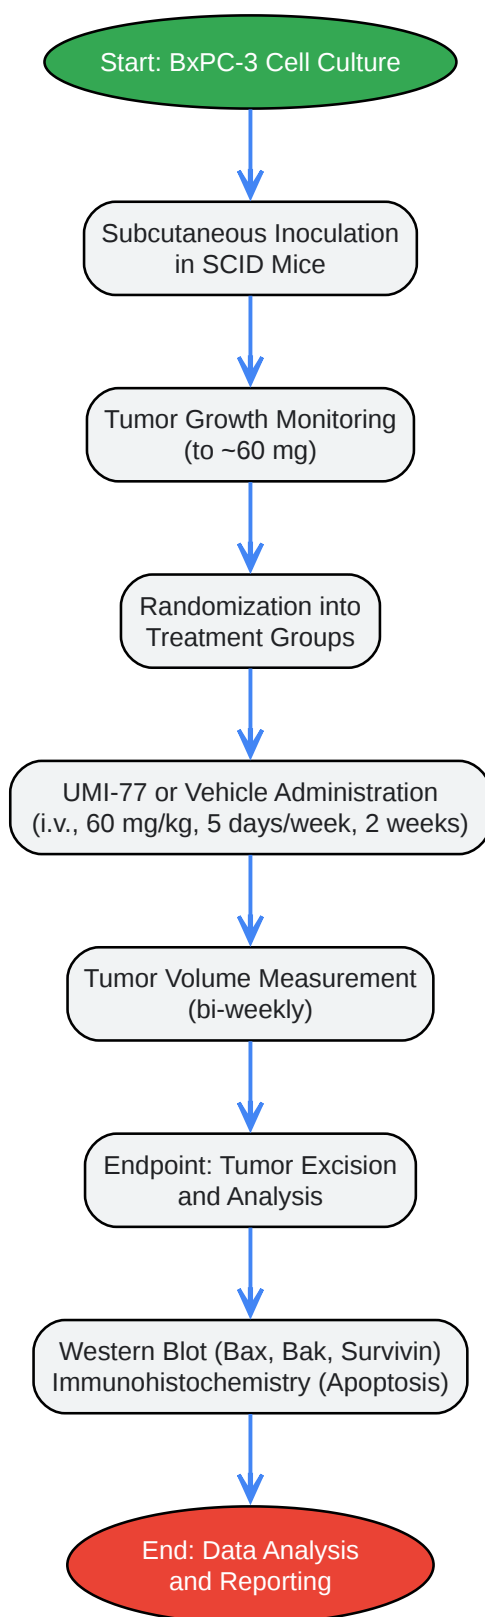 Start: BxPC-3 Cell Culture
Subcutaneous Inoculation
in SCID Mice
Tumor Growth Monitoring
(to ~60 mg)
Randomization into
Treatment Groups
UMI-77 or Vehicle Administration
(i.v., 60 mg/kg, 5 days/week, 2 weeks)
Tumor Volume Measurement
(bi-weekly)
Endpoint: Tumor Excision
and Analysis
Western Blot (Bax, Bak, Survivin)
Immunohistochemistry (Apoptosis)
End: Data Analysis
and Reporting